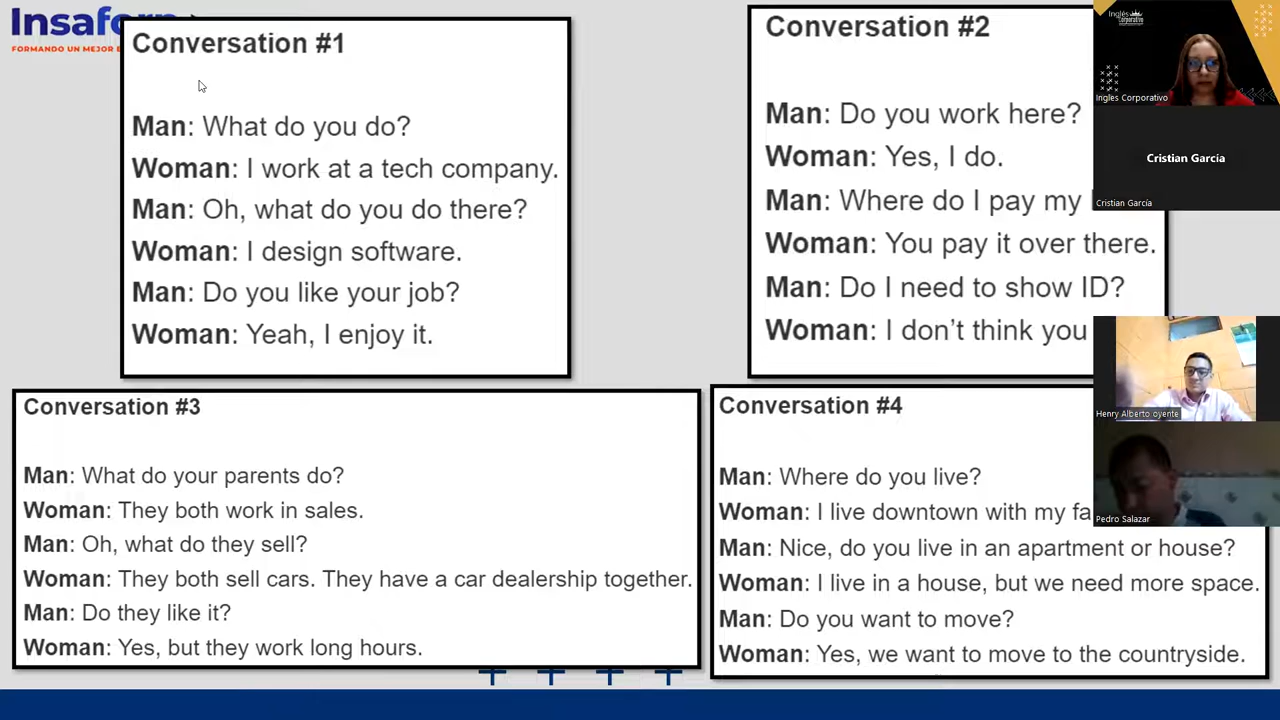 Insafor
FORMANDO UN MEJOR
Conversation #1
Man: What do you do?
Woman: I work at a tech company.
Man: Oh, what do you do there?
Woman: I design software.
Man: Do you like your job?
Woman: Yeah, I enjoy it.
Conversation #2
Man: Do you work here?
Woman: Yes, I do.
Man: Where do I pay my
Woman: You pay it over there.
Man: Do I need to show ID?
Woman: I don’t think you
Conversation #3
Man: What do your parents do?
Woman: They both work in sales.
Man: Oh, what do they sell?
Woman: They both sell cars. They have a car dealership together.
Man: Do they like it?
Woman: Yes, but they work long hours.
Conversation #4
Man: Where do you live?
Woman: I live downtown with my
Man: Nice, do you live in an apartment or house?
Woman: I live in a house, but we need more space.
Man: Do you want to move?
Woman: Yes, we want to move to the countryside.
Inglés
Corporativo
Ingles Corporativo
Cristian García
Cristian García
Henry Alberto oyente
Pedro Salazar